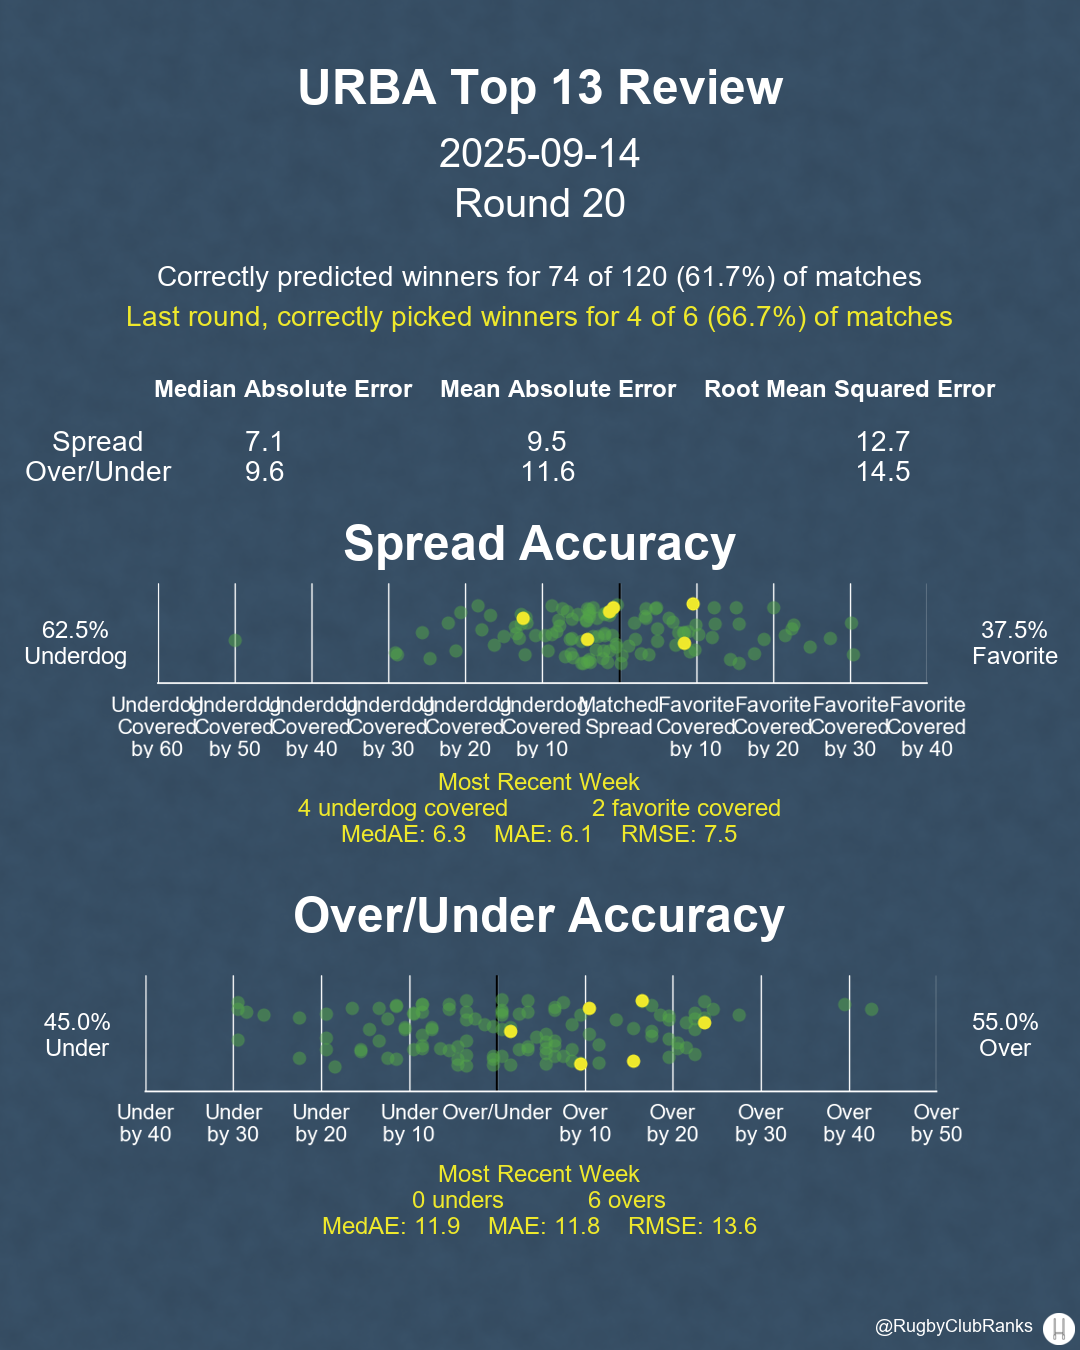 URBA Top 13 Review
2025-09-14
Round 20
Correctly predicted winners for 74 of 120 (61.7%) of matches
Last round, correctly picked winners for 4 of 6 (66.7%) of matches
Median Absolute Error Mean Absolute Error Root Mean Squared Error
Spread 7.1 9.5 12.7
Over/Under 9.6 11.6 14.5
Spread Accuracy
62.5% Underdog
37.5% Favorite
Underdog Covered by 60
Underdog Covered by 50
Underdog Covered by 40
Underdog Covered by 30
Underdog Covered by 20
Underdog Covered by 10
Matched Spread
Favorite Covered by 10
Favorite Covered by 20
Favorite Covered by 30
Favorite Covered by 40
Most Recent Week
4 underdog covered 2 favorite covered
MedAE: 6.3 MAE: 6.1 RMSE: 7.5
Over/Under Accuracy
45.0% Under
55.0% Over
Under by 40
Under by 30
Under by 20
Under by 10
Over/Under
Over by 10
Over by 20
Over by 30
Over by 40
Over by 50
Most Recent Week
0 unders 6 overs
MedAE: 11.9 MAE: 11.8 RMSE: 13.6
@RugbyClubRanks